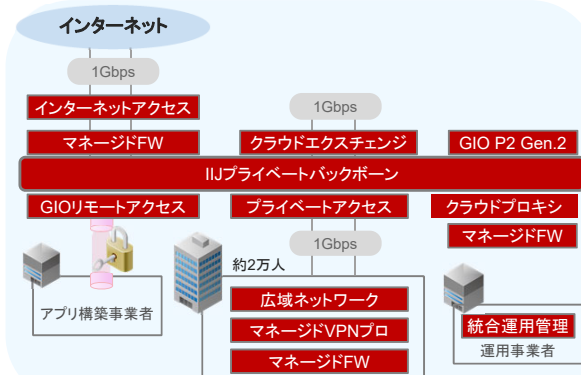 インターネット
1Gbps
インターネットアクセス
1Gbps
マネージドFW
クラウドエクスチェンジ
GIO P2 Gen.2
IIJプライベートバックボーン
GIOリモートアクセス
プライベートアクセス
クラウドプロキシ
マネージドFW
1Gbps
約2万人
アプリ構築事業者
広域ネットワーク
マネージドVPNプロ
マネージドFW
統合運用管理
運用事業者